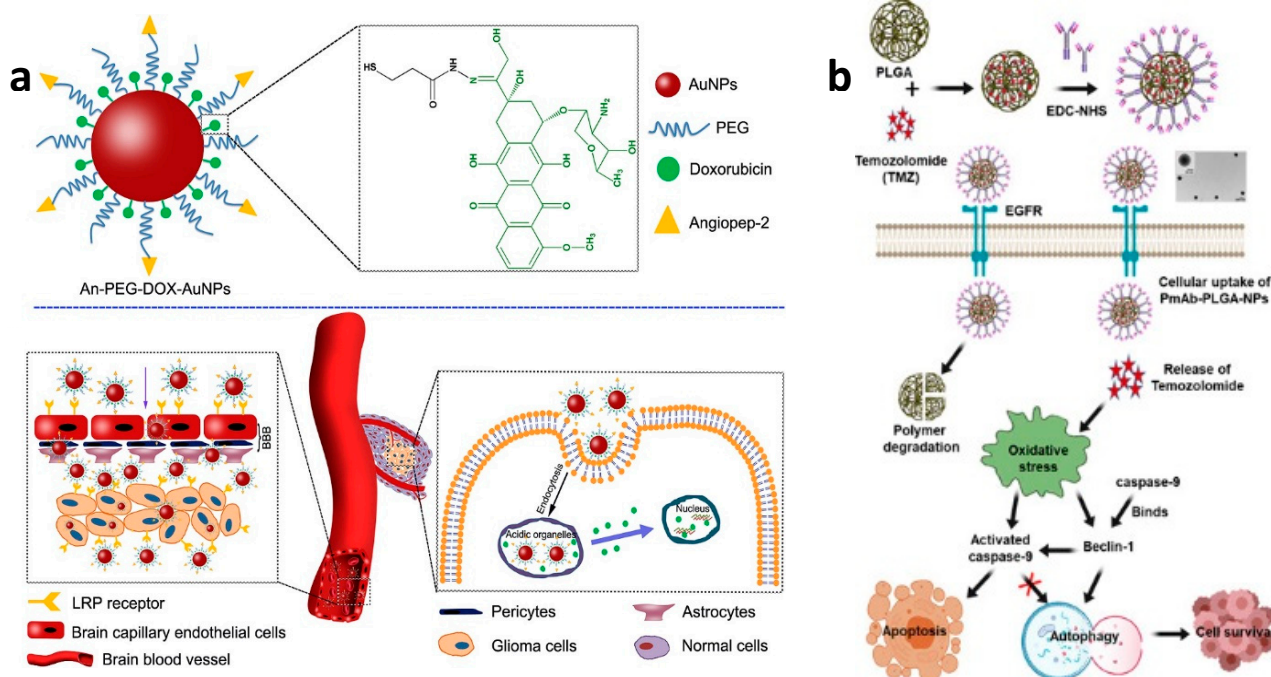 a
HS
O
NH
N
OH
OH
O
NH2
O
OH
CH3
OH
OH
O
O
O
CH3
AuNPs
PEG
Doxorubicin
Angiopep-2
An-PEG-DOX-AuNPs
BBB
Endocytosis
Acidic organelles
Nucleus
LRP receptor
Brain capillary endothelial cells
Brain blood vessel
Pericytes
Astrocytes
Glioma cells
Normal cells
b
PLGA
+
EDC-NHS
Temozolomide
(TMZ)
EGFR
Cellular uptake of
PmAb-PLGA-NPs
Release of
Temozolomide
Polymer
degradation
Oxidative
stress
caspase-9
Binds
Activated
caspase-9
Beclin-1
Apoptosis
Autophagy
Cell surviva